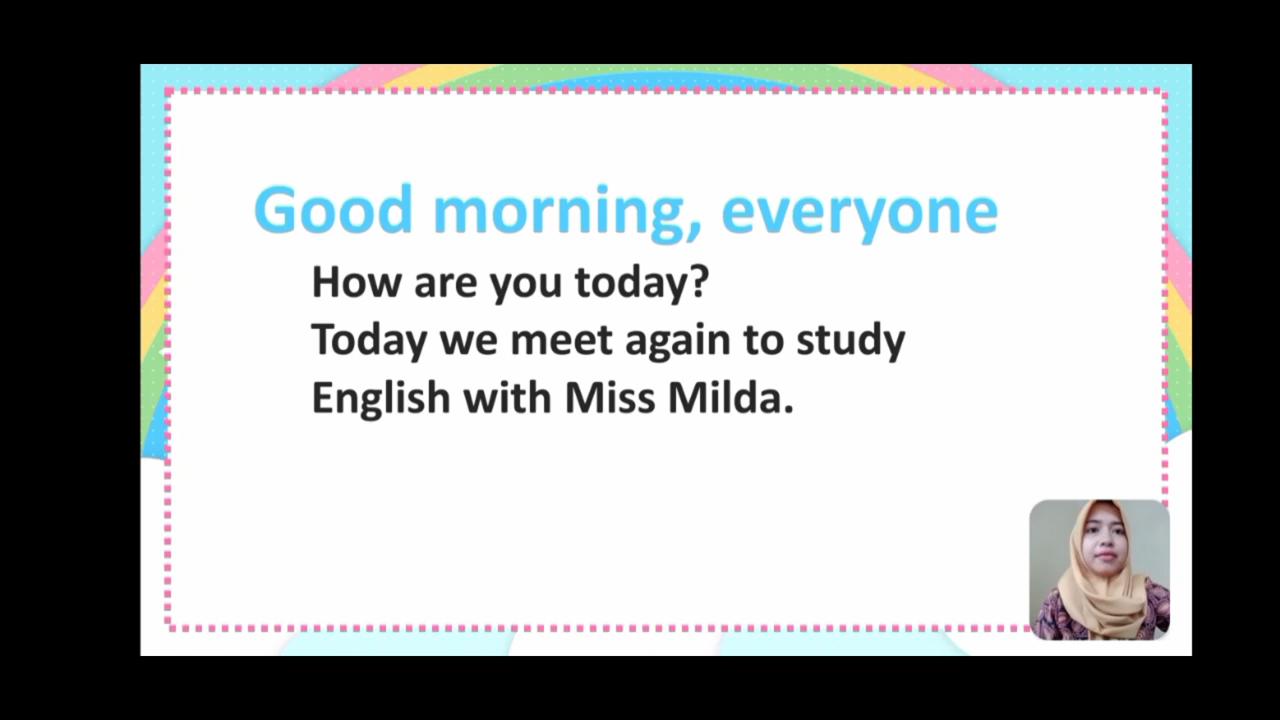 Good morning, everyone
How are you today?
Today we meet again to study
English with Miss Milda.